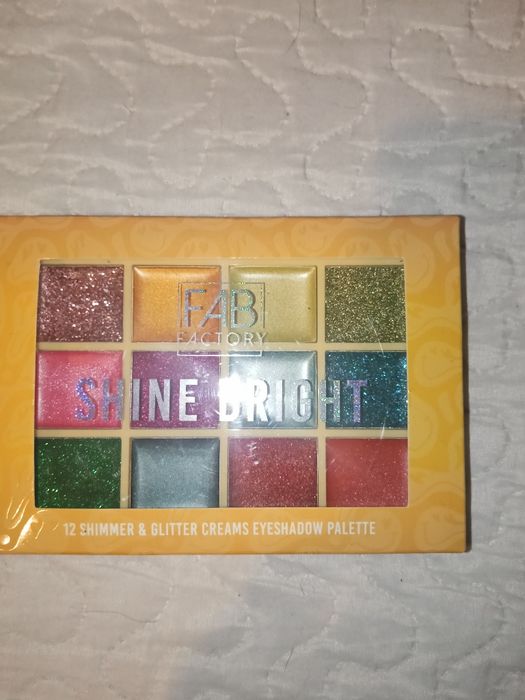 FAB
FACTORY
SHINE BRIGHT
12 SHIMMER & GLITTER CREAMS EYESHADOW PALETTE